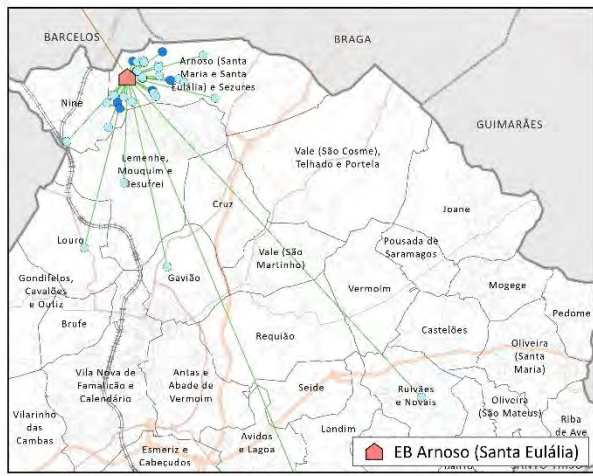 BARCELOS
BRAGA
Arnoso (Santa
Maria e Santa
Eulália) e Sezures
Nine
GUIMARÃES
Lemenhe,
Mouquim e
Jesufrei
Vale (São Cosme),
Telhado e Portela
Cruz
Joane
Louro
Vale (São
Martinho)
Pousada de
Saramagos
Gondifelos,
Cavalões
e Outiz
Gavião
Vermoim
Mogege
Pedome
Brufe
Requião
Castelões
Oliveira
(Santa
Maria)
Vila Nova de
Famalicão e
Calendário
Antas e
Abade de
Vermoim
Seide
Ruivães
e Novais
Oliveira
(São Mateus)
Riba
de Ave
Vilarinho
das
Cambas
Esmeriz e
Cabeçudos
Avidos
e Lagoa
Landim
EB Arnoso (Santa Eulália)